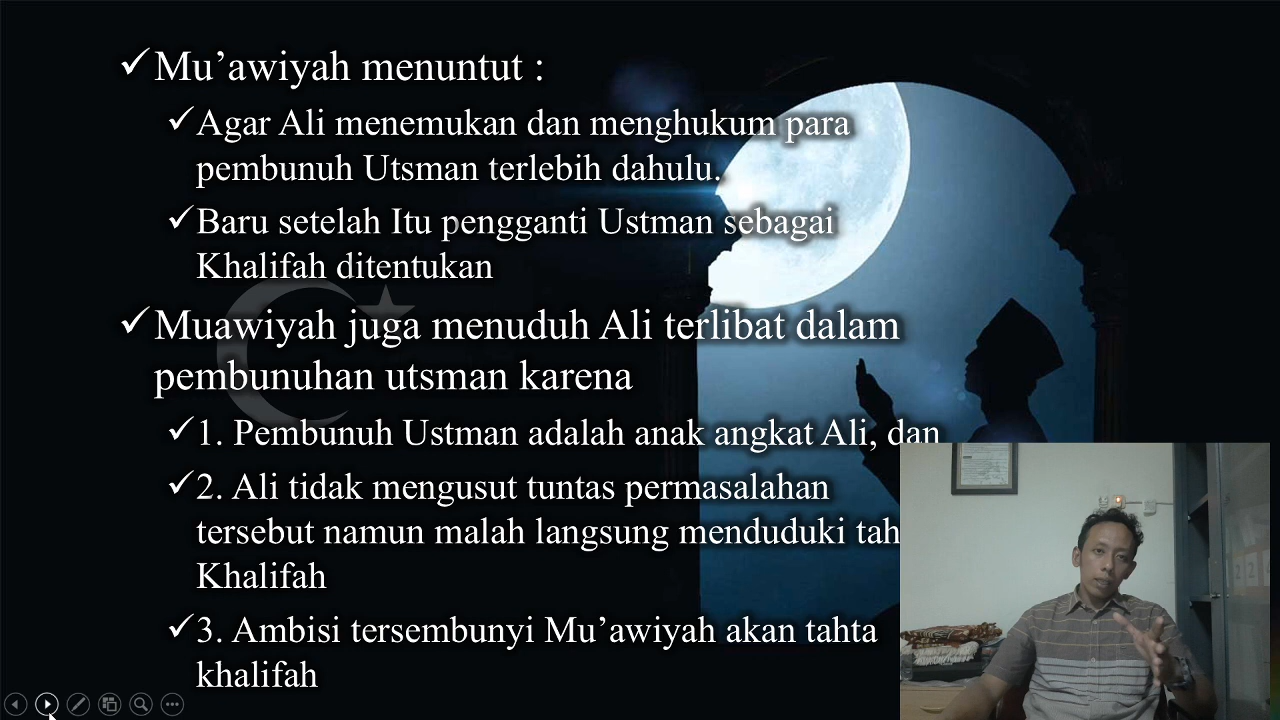 Mu’awiyah menuntut :
Agar Ali menemukan dan menghukum para
pembunuh Utsman terlebih dahulu.
Baru setelah Itu pengganti Ustman sebagai
Khalifah ditentukan
Muawiyah juga menuduh Ali terlibat dalam
pembunuhan utsman karena
1. Pembunuh Ustman adalah anak angkat Ali, dan
2. Ali tidak mengusut tuntas permasalahan
tersebut namun malah langsung menduduki tah
Khalifah
3. Ambisi tersembunyi Mu’awiyah akan tahta
khalifah